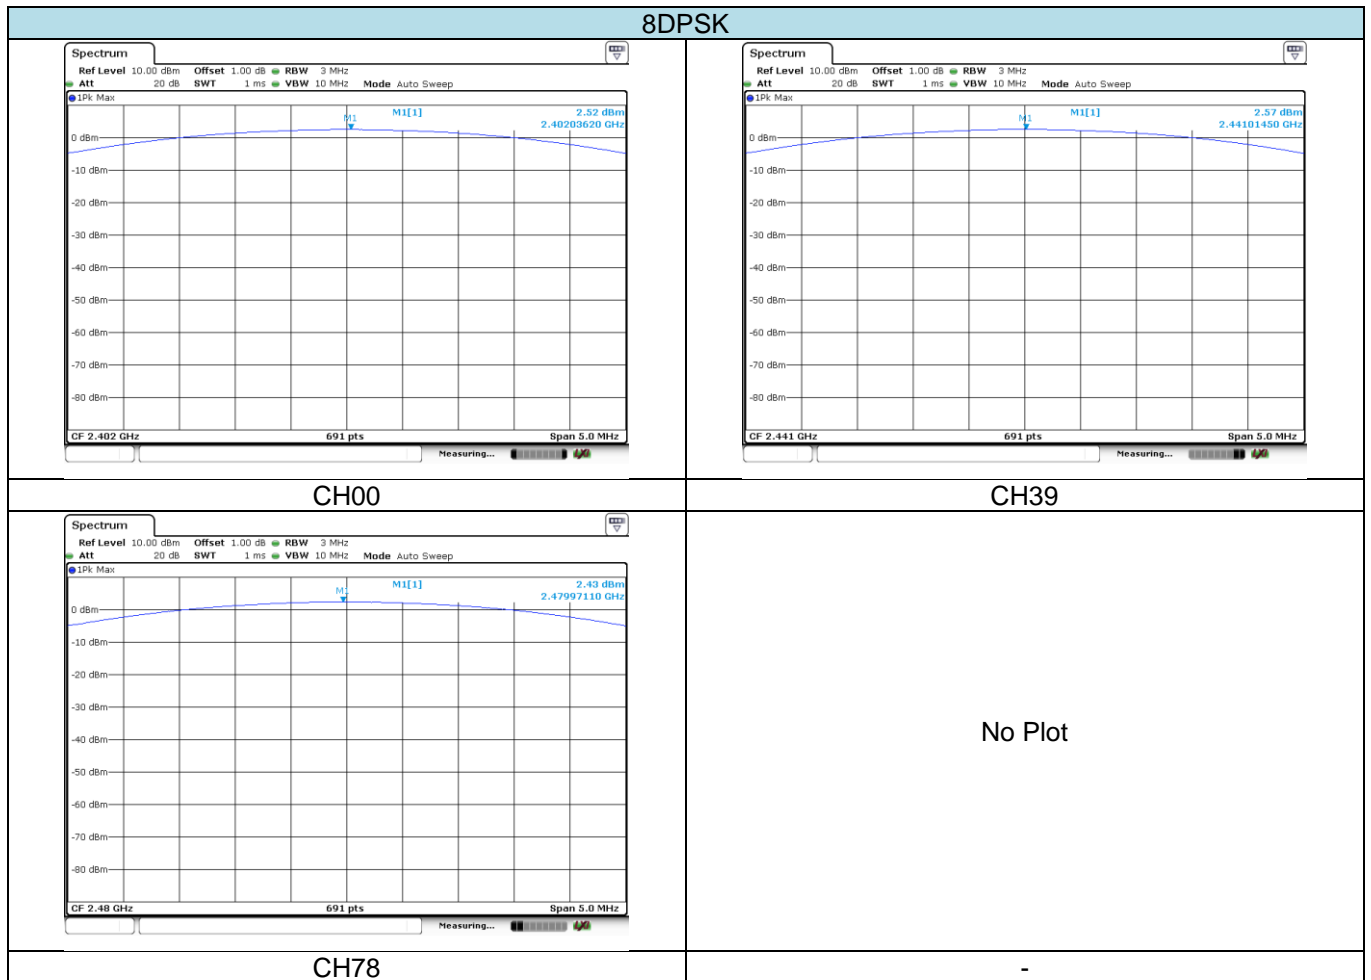 8DPSK
Spectrum
Ref Level 10.00 dBm Offset 1.00 dB RBW 3 MHz
Att 20 dB SWT 1 ms VBW 10 MHz Mode Auto Sweep
1Pk Max
M1[1] 2.52 dBm
2.40203620 GHz
M1
0 dBm
-10 dBm
-20 dBm
-30 dBm
-40 dBm
-50 dBm
-60 dBm
-70 dBm
-80 dBm
CF 2.402 GHz 691 pts Span 5.0 MHz
Measuring...
CH00
Spectrum
Ref Level 10.00 dBm Offset 1.00 dB RBW 3 MHz
Att 20 dB SWT 1 ms VBW 10 MHz Mode Auto Sweep
1Pk Max
M1[1] 2.57 dBm
2.44101450 GHz
M1
0 dBm
-10 dBm
-20 dBm
-30 dBm
-40 dBm
-50 dBm
-60 dBm
-70 dBm
-80 dBm
CF 2.441 GHz 691 pts Span 5.0 MHz
Measuring...
CH39
Spectrum
Ref Level 10.00 dBm Offset 1.00 dB RBW 3 MHz
Att 20 dB SWT 1 ms VBW 10 MHz Mode Auto Sweep
1Pk Max
M1[1] 2.43 dBm
2.47997110 GHz
M1
0 dBm
-10 dBm
-20 dBm
-30 dBm
-40 dBm
-50 dBm
-60 dBm
-70 dBm
-80 dBm
CF 2.48 GHz 691 pts Span 5.0 MHz
Measuring...
CH78
No Plot
-